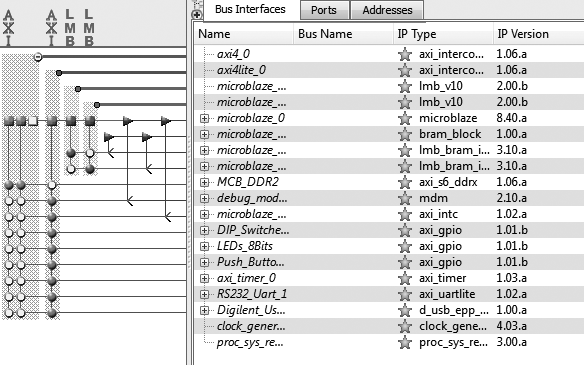 A A L L
X X M M
I I B B
Bus Interfaces Ports Addresses
Name Bus Name IP Type IP Version
axi4_0 axi_interco... 1.06.a
axi4lite_0 axi_interco... 1.06.a
microblaze_... lmb_v10 2.00.b
microblaze_... lmb_v10 2.00.b
microblaze_0 microblaze 8.40.a
microblaze_... bram_block 1.00.a
microblaze_... lmb_bram_i... 3.10.a
microblaze_... lmb_bram_i... 3.10.a
MCB_DDR2 axi_s6_ddrx 1.06.a
debug_mod... mdm 2.10.a
microblaze_... axi_intc 1.02.a
DIP_Switche... axi_gpio 1.01.b
LEDs_8Bits axi_gpio 1.01.b
Push_Butto... axi_gpio 1.01.b
axi_timer_0 axi_timer 1.03.a
RS232_Uart_1 axi_uartlite 1.02.a
Digilent_Us... d_usb_epp_... 1.00.a
clock_gener... clock_gene... 4.03.a
proc_sys_re... proc_sys_re... 3.00.a